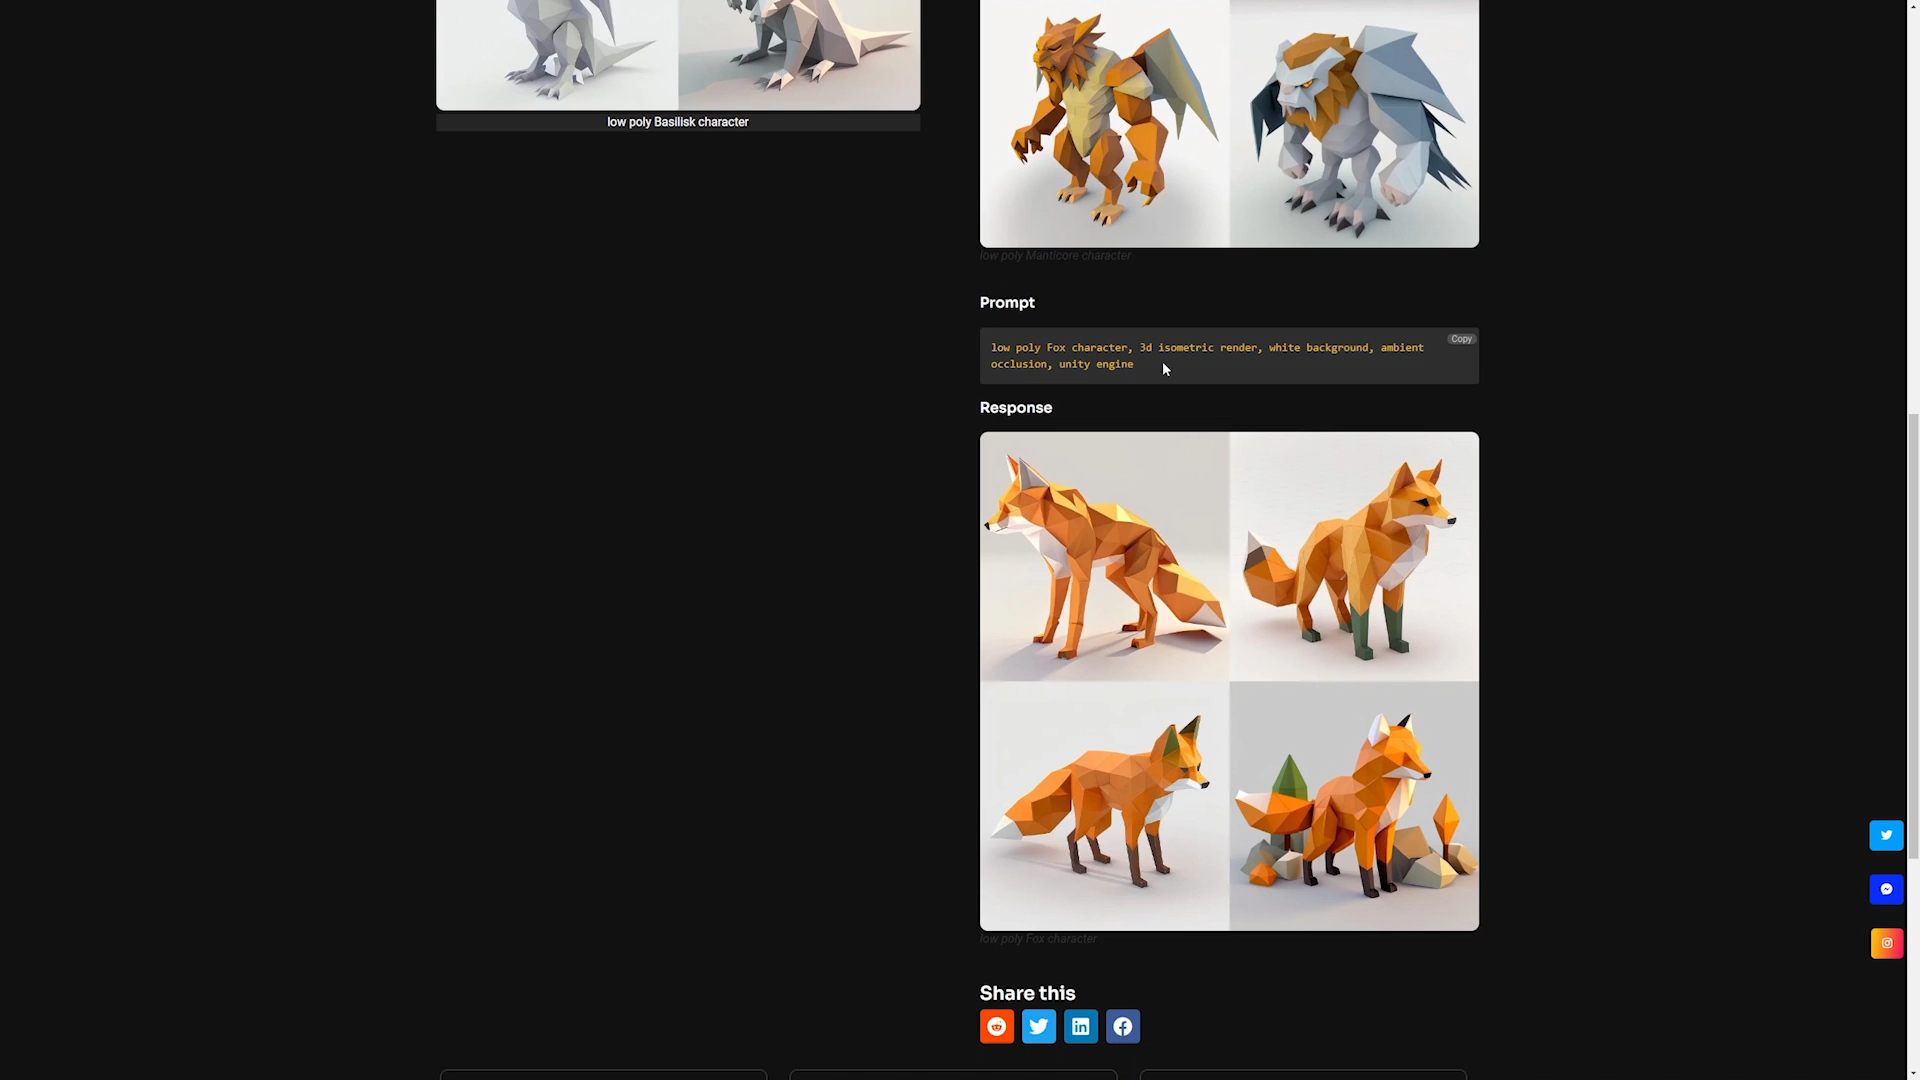 low poly Basilisk character
low poly Manticore character
Prompt
Copy
low poly Fox character, 3d isometric render, white background, ambient
occlusion, unity engine
Response
low poly Fox character
Share this